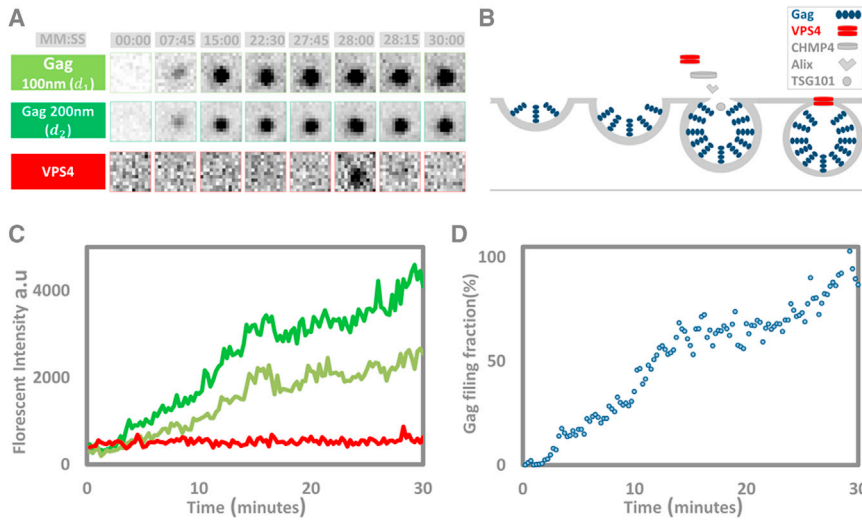 A
MM:SS 00:00 07:45 15:00 22:30 27:45 28:00 28:15 30:00
Gag
100nm (d₁)
Gag 200nm
(d₂)
VPS4
B
Gag
VPS4
CHMP4
Alix
TSG101
C
Florescent Intensity a.u
4000
2000
0
0 10 20 30
Time (minutes)
D
Gag filing fraction(%)
100
50
0
0 10 20 30
Time (minutes)